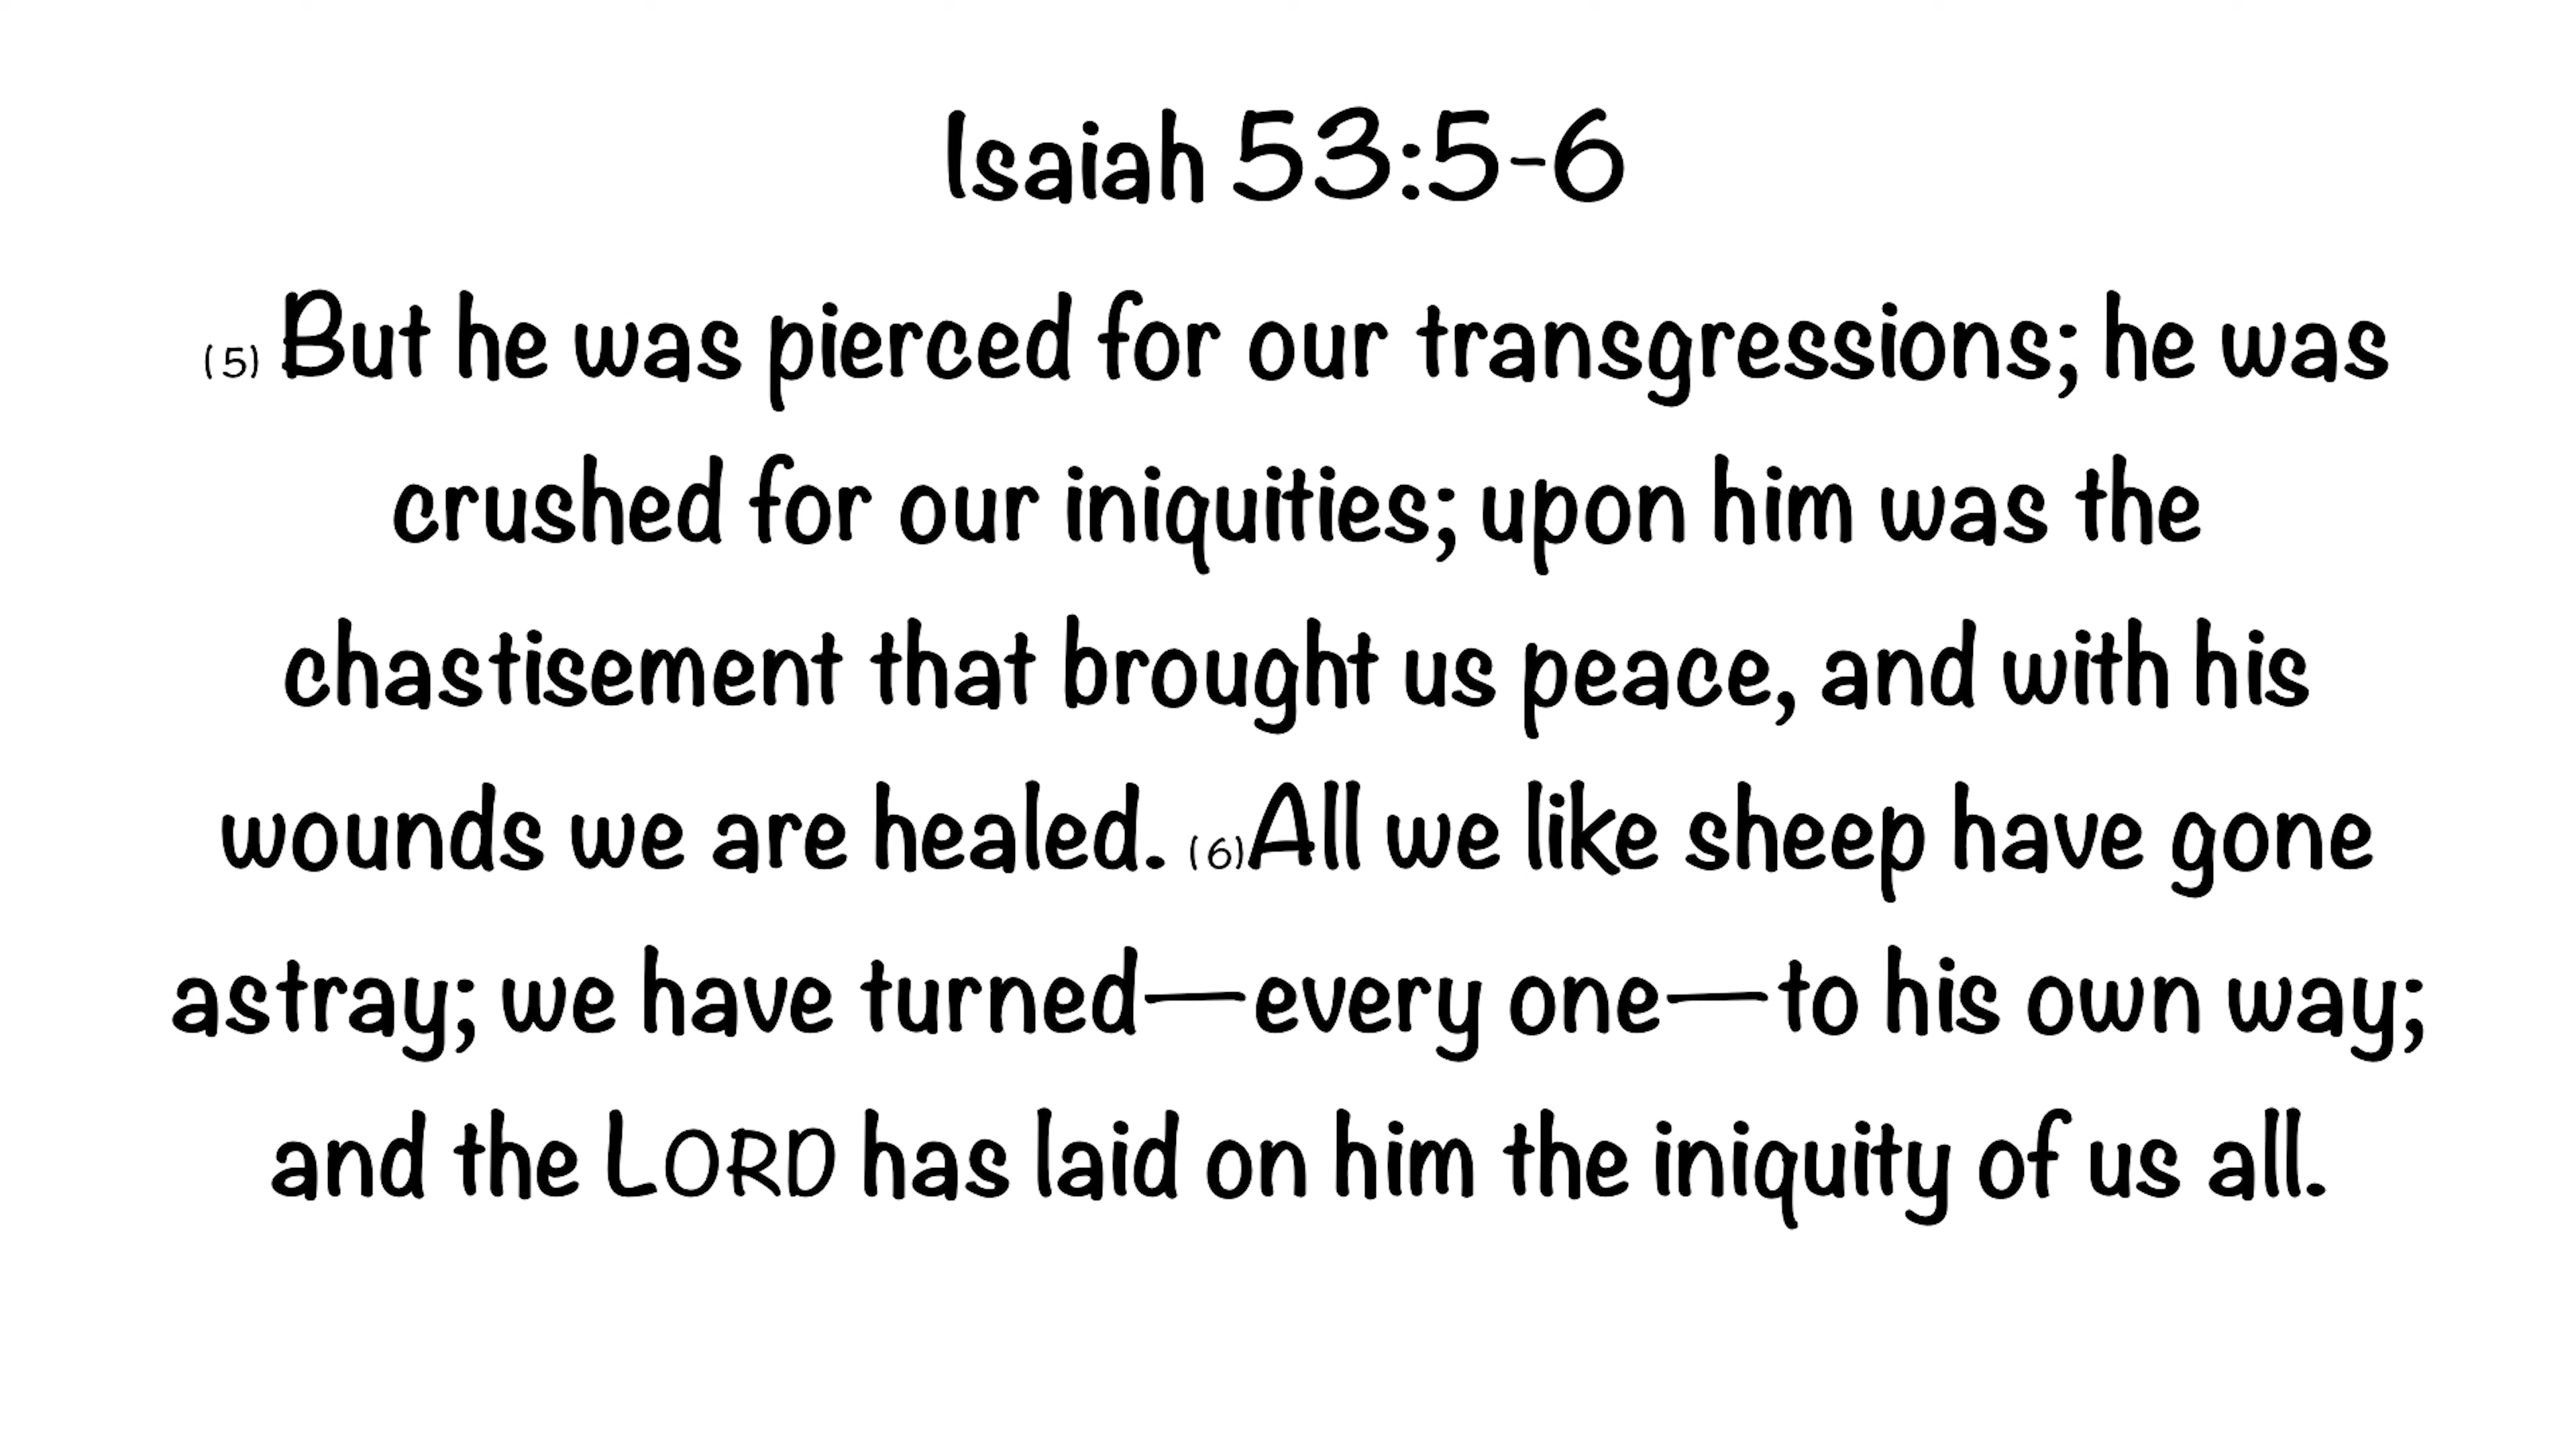 Isaiah 53:5-6
(5) But he was pierced for our transgressions; he was
crushed for our iniquities; upon him was the
chastisement that brought us peace, and with his
wounds we are healed. (6)All we like sheep have gone
astray; we have turned—every one—to his own way;
and the LORD has laid on him the iniquity of us all.